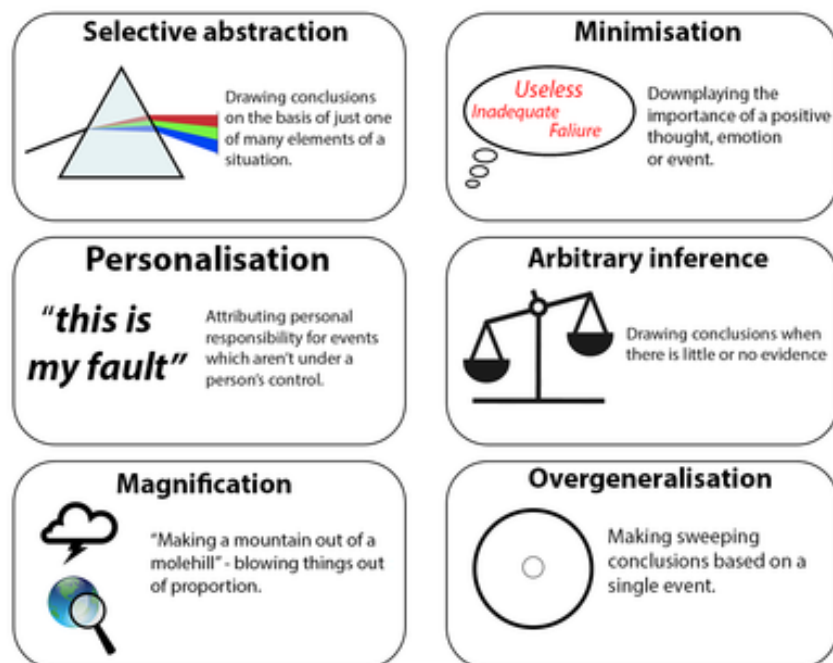 Selective abstraction
Drawing conclusions
on the basis of just one
of many elements of a
situation.
Minimisation
Useless
Inadequate
Faliure
Downplaying the
importance of a positive
thought, emotion
or event.
Personalisation
"this is
my fault"
Attributing personal
responsibility for events
which aren't under a
person's control.
Arbitrary inference
Drawing conclusions when
there is little or no evidence
Magnification
"Making a mountain out of a
molehill" - blowing things out
of proportion.
Overgeneralisation
Making sweeping
conclusions based on a
single event.